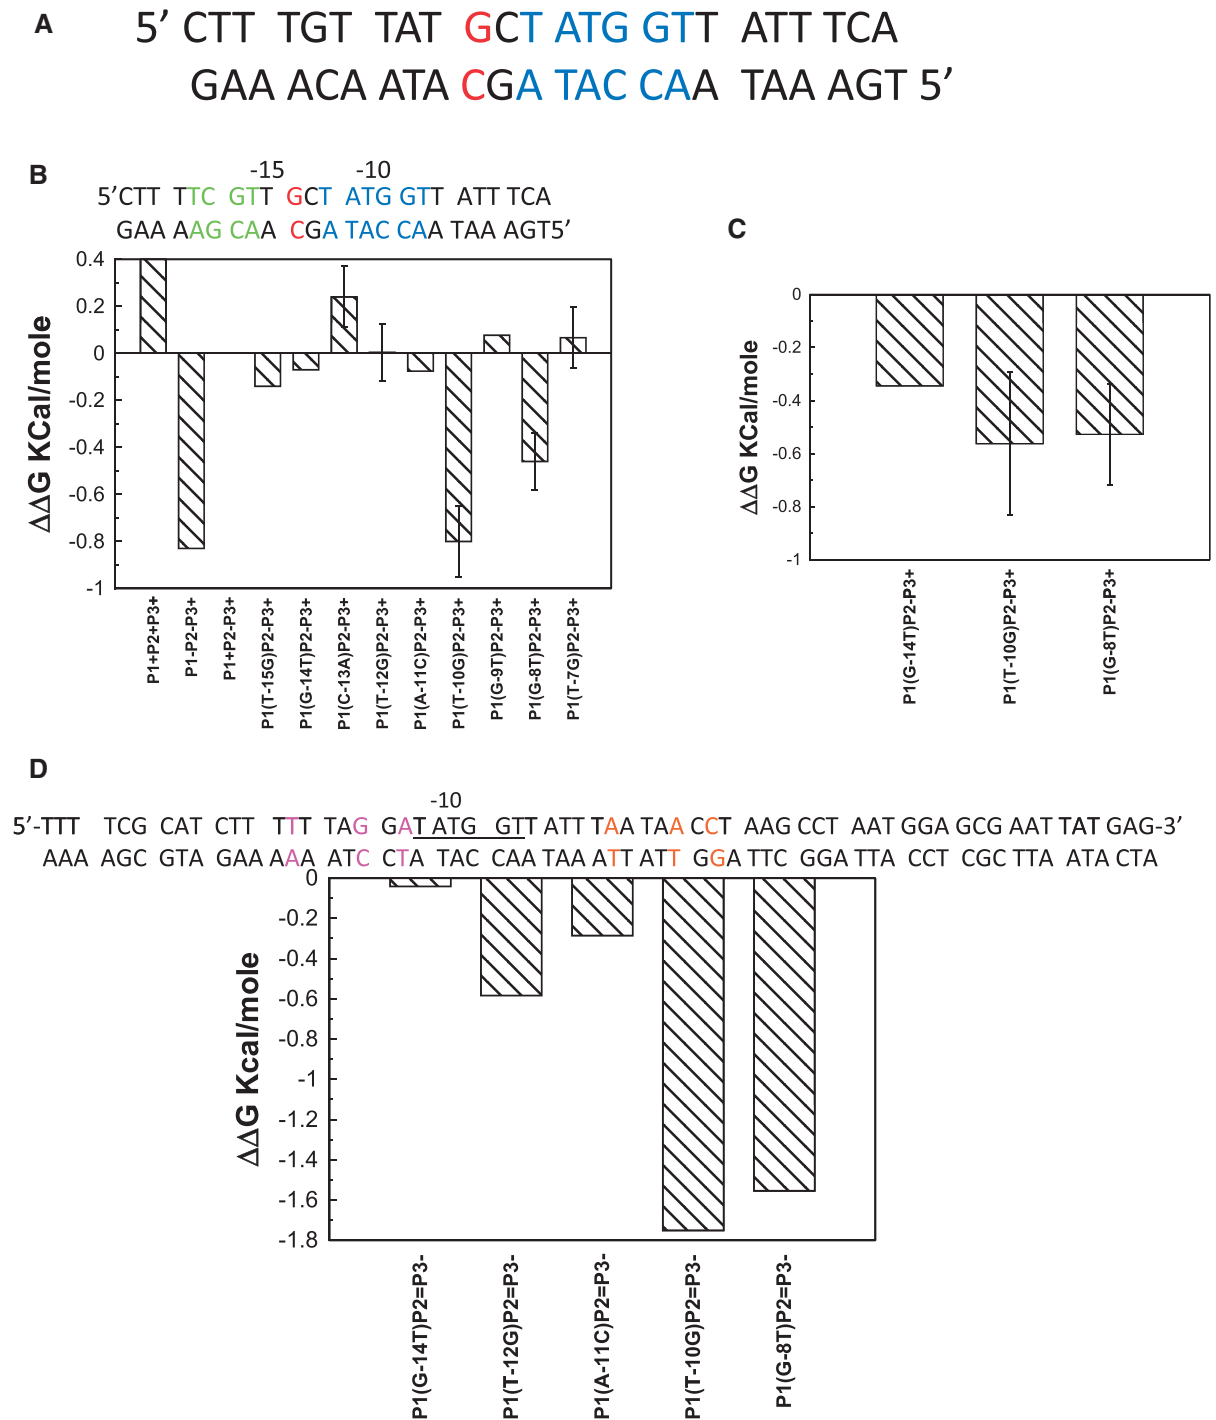 A
5’ CTT TGT TAT GCT ATG GTT ATT TCA
GAA ACA ATA CGA TAC CAA TAA AGT 5’
B
-15 -10
5’CTT TTC GTT GCT ATG GTT ATT TCA
GAA AAG CAA CGA TAC CAA TAA AGT5’
0.4
0.2
0
-0.2
-0.4
-0.6
-0.8
-1
ΔΔG KCal/mole
P1+P2+P3+
P1-P2-P3+
P1+P2-P3+
P1(T-15G)P2-P3+
P1(G-14T)P2-P3+
P1(C-13A)P2-P3+
P1(T-12G)P2-P3+
P1(A-11C)P2-P3+
P1(T-10G)P2-P3+
P1(G-9T)P2-P3+
P1(G-8T)P2-P3+
P1(T-7G)P2-P3+
C
0
-0.2
-0.4
-0.6
-0.8
-1
ΔΔG KCal/mole
P1(G-14T)P2-P3+
P1(T-10G)P2-P3+
P1(G-8T)P2-P3+
D
-10
5’-TTT TCG CAT CTT TTT TAG GATATG GTTATT TAATAACCT AAG CCT AAT GGA GCG AAT TAT GAG-3’
AAA AGC GTA GAA AAA ATC CTA TAC CAA TAA ATTATT GGA TTC GGA TTA CCT CGC TTA ATA CTA
0
-0.2
-0.4
-0.6
-0.8
-1
-1.2
-1.4
-1.6
-1.8
ΔΔG Kcal/mole
P1(G-14T)P2=P3-
P1(T-12G)P2=P3-
P1(A-11C)P2=P3-
P1(T-10G)P2=P3-
P1(G-8T)P2=P3-